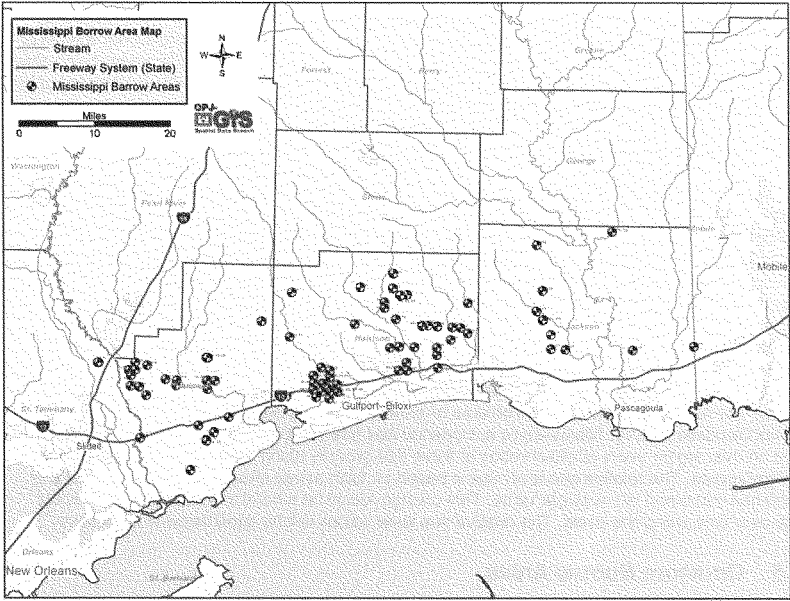 Mississippi Borrow Area Map
Stream
Freeway System (State)
Mississippi Barrow Areas
N
W E
S
Miles
0 10 20
GIS
Forrest
Perry
Greene
Washington
Pearl River
Stone
George
Mobile
Mobile
Harrison
Jackson
Hancock
Gulfport-Biloxi
Pascagoula
St. Tammany
Slidell
Orleans
New Orleans
St. Bernard